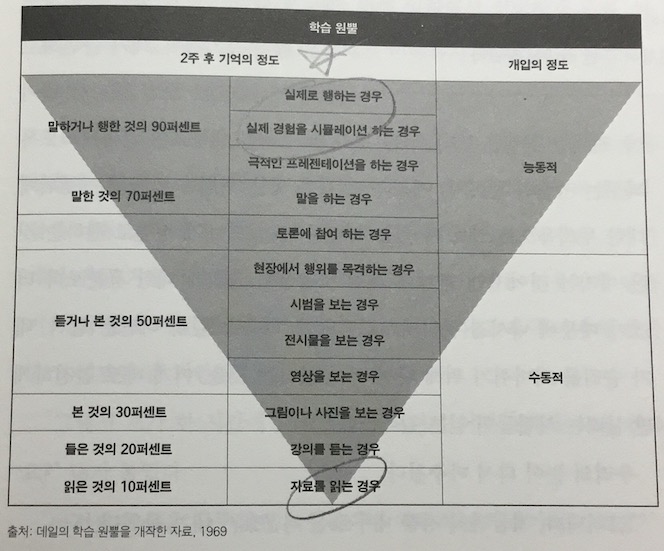 학습 원뿔
2주 후 기억의 정도
개입의 정도
실제로 행하는 경우
말하거나 행한 것의 90퍼센트
실제 경험을 시뮬레이션 하는 경우
극적인 프레젠테이션을 하는 경우
능동적
말한 것의 70퍼센트
말을 하는 경우
토론에 참여 하는 경우
현장에서 행위를 목격하는 경우
시범을 보는 경우
듣거나 본 것의 50퍼센트
전시물을 보는 경우
영상을 보는 경우
수동적
본 것의 30퍼센트
그림이나 사진을 보는 경우
들은 것의 20퍼센트
강의를 듣는 경우
읽은 것의 10퍼센트
자료를 읽는 경우
출처: 데일의 학습 원뿔을 개작한 자료, 1969